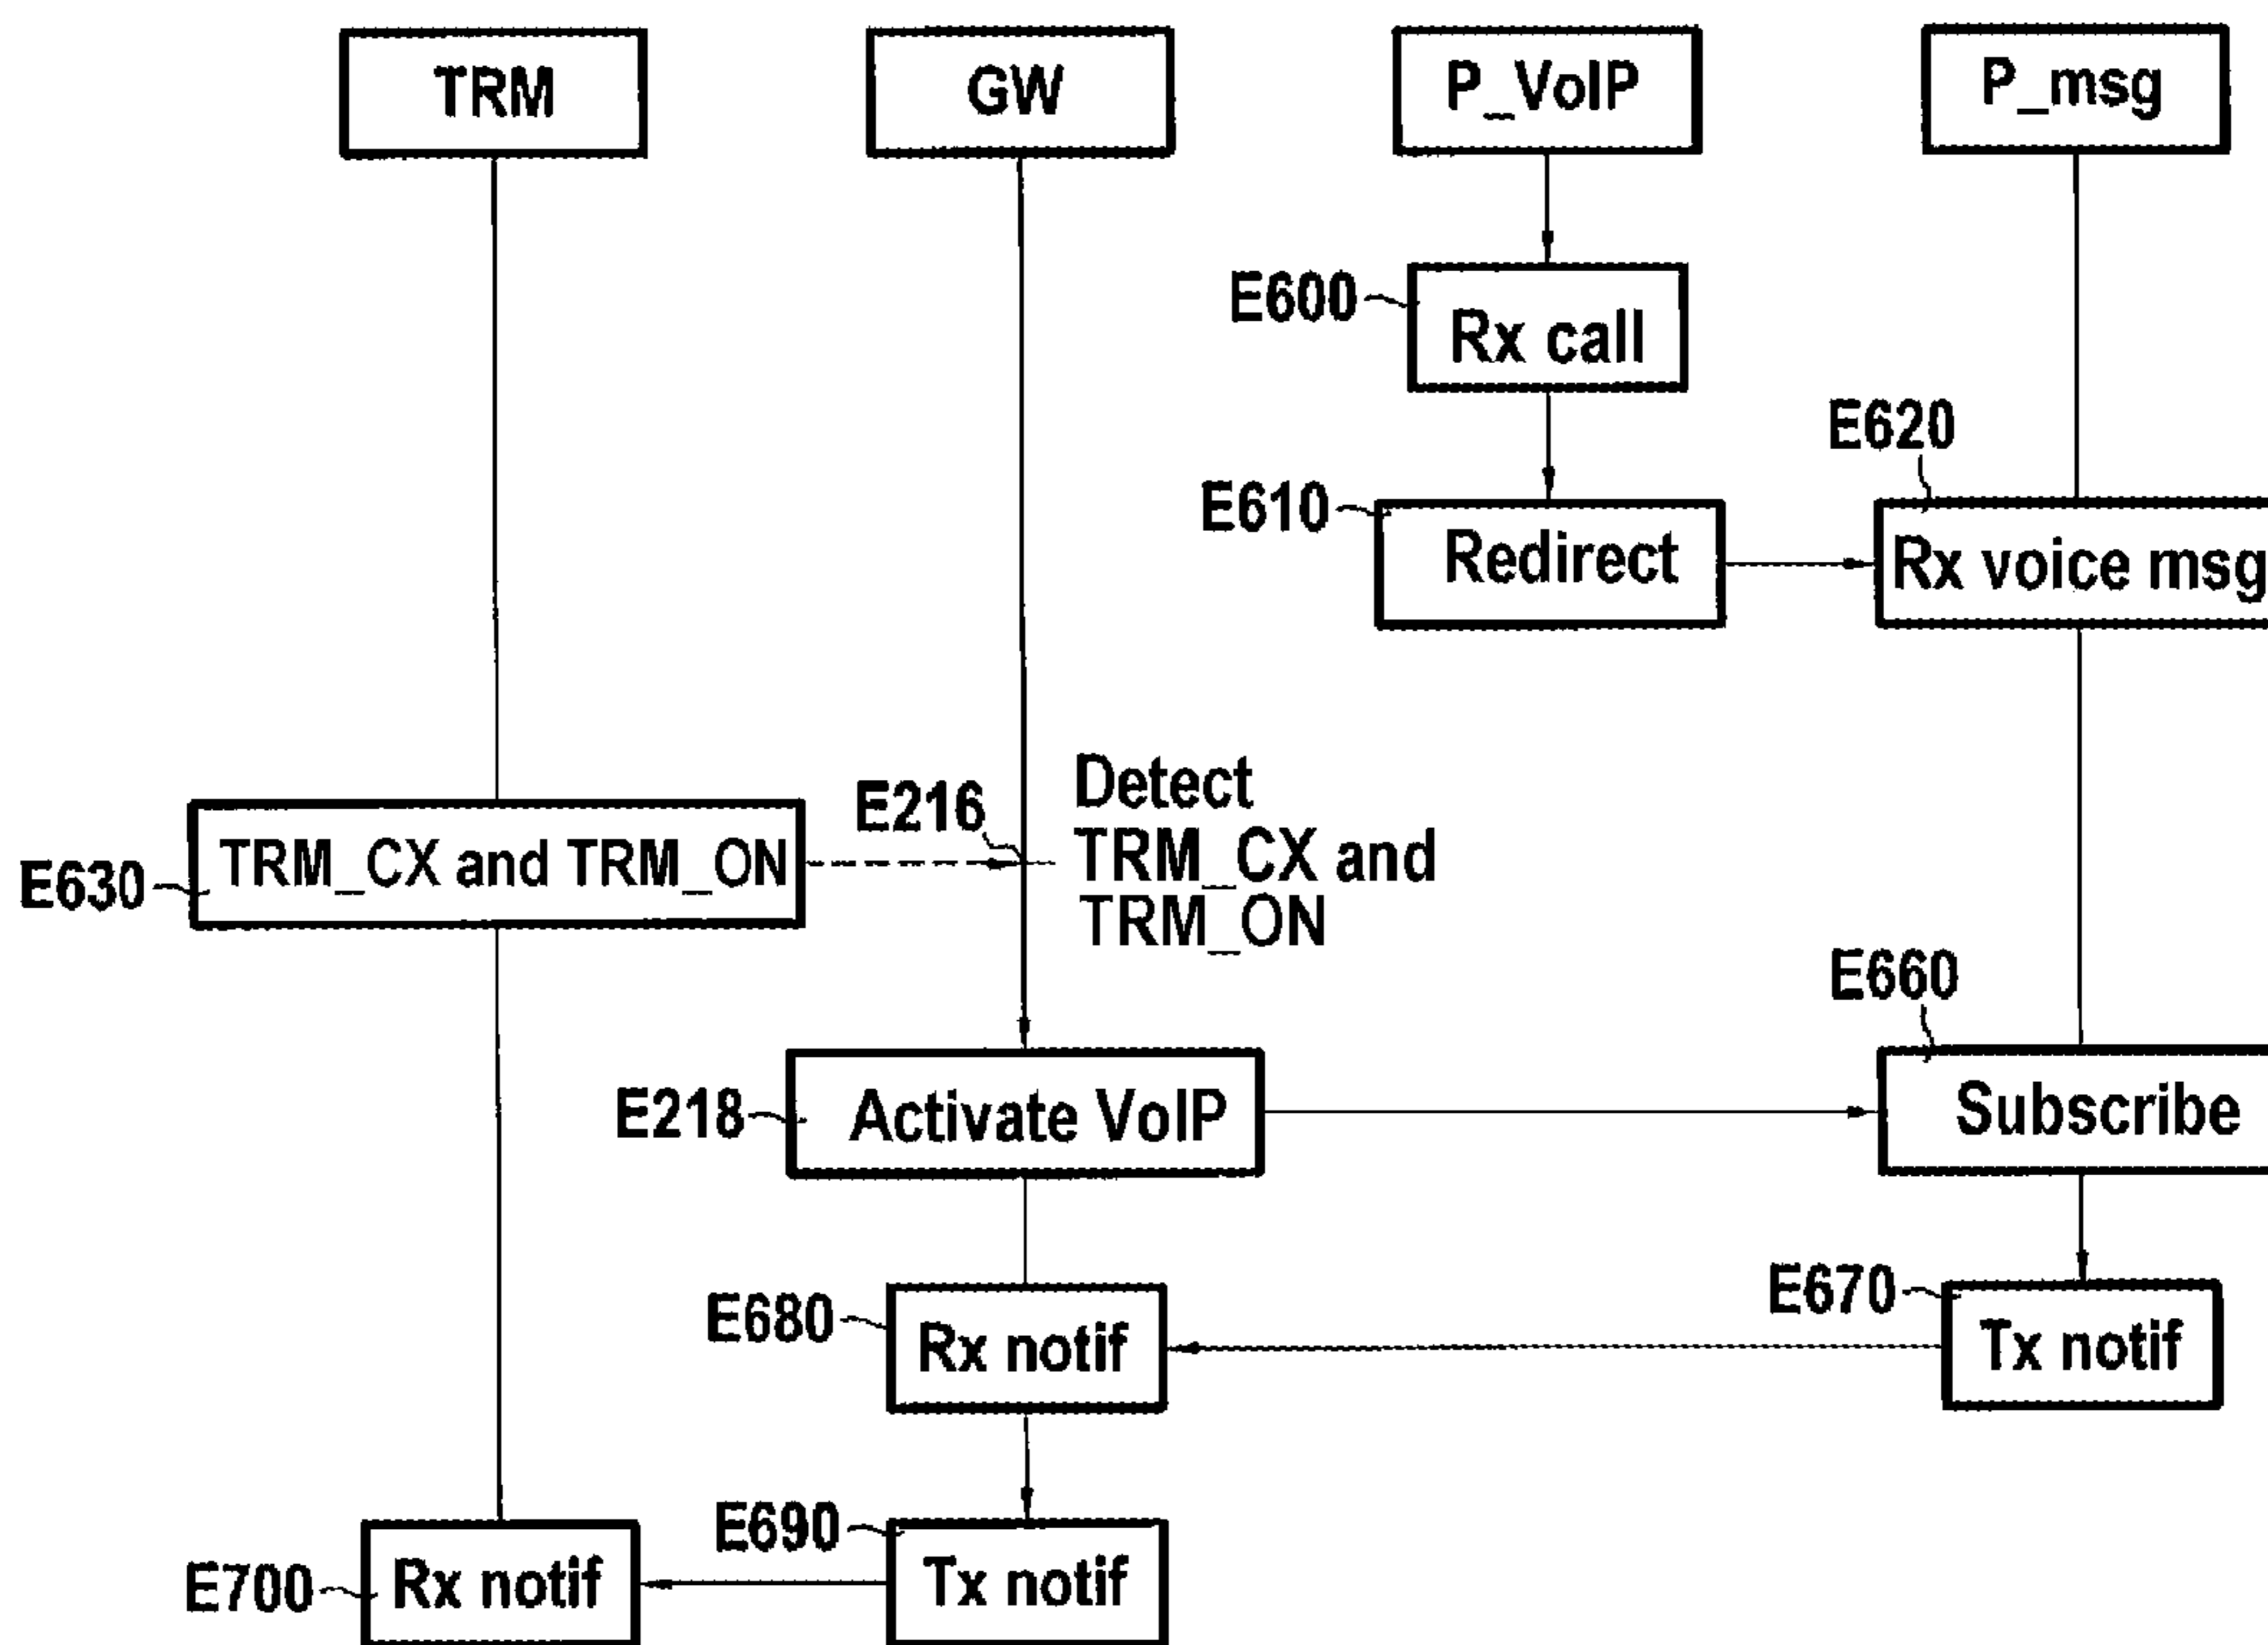 TRM
GW
P_VoIP
P_msg
E600
Rx call
E620
E610
Redirect
Rx voice msg
E216
Detect
TRM_CX and
TRM_ON
E630
TRM_CX and TRM_ON
E660
E218
Activate VoIP
Subscribe
E670
E680
Rx notif
Tx notif
E690
E700
Rx notif
Tx notif